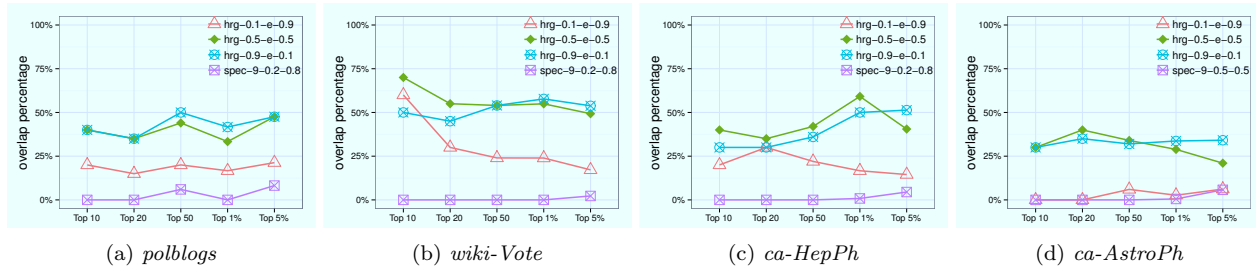 overlap percentage
100%
75%
50%
25%
0%
hrg-0.1-e-0.9
hrg-0.5-e-0.5
hrg-0.9-e-0.1
spec-9-0.2-0.8
Top 10 Top 20 Top 50 Top 1% Top 5%
(a) polblogs
overlap percentage
100%
75%
50%
25%
0%
hrg-0.1-e-0.9
hrg-0.5-e-0.5
hrg-0.9-e-0.1
spec-9-0.2-0.8
Top 10 Top 20 Top 50 Top 1% Top 5%
(b) wiki-Vote
overlap percentage
100%
75%
50%
25%
0%
hrg-0.1-e-0.9
hrg-0.5-e-0.5
hrg-0.9-e-0.1
spec-9-0.2-0.8
Top 10 Top 20 Top 50 Top 1% Top 5%
(c) ca-HepPh
overlap percentage
100%
75%
50%
25%
0%
hrg-0.1-e-0.9
hrg-0.5-e-0.5
hrg-0.9-e-0.1
spec-9-0.5-0.5
Top 10 Top 20 Top 50 Top 1% Top 5%
(d) ca-AstroPh